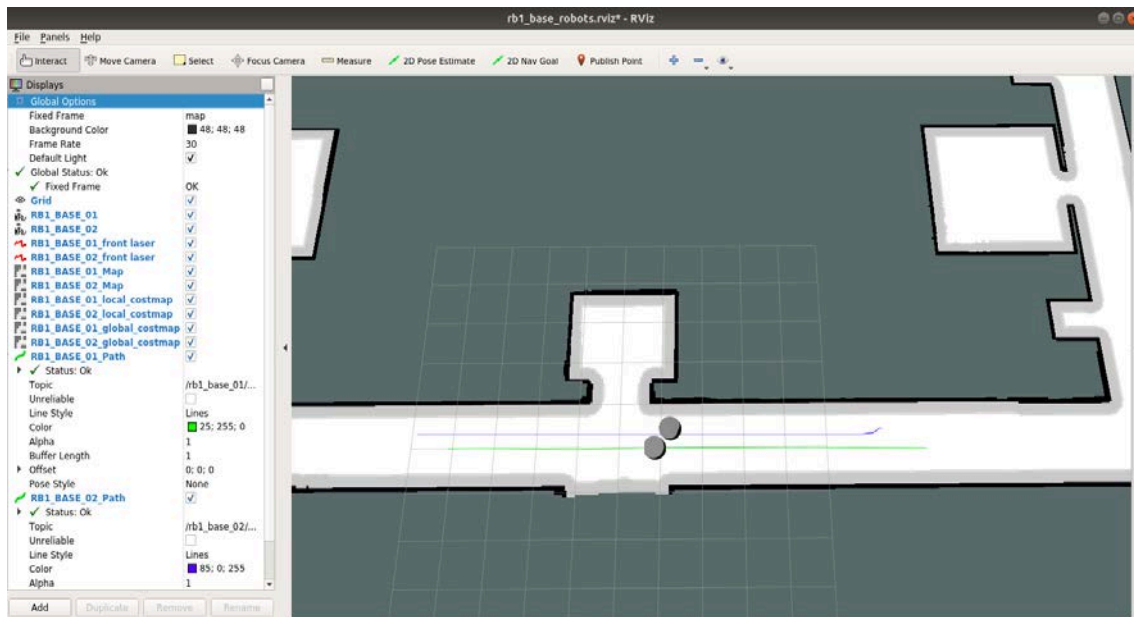 rb1_base_robots.rviz* - RViz
File Panels Help
Interact Move Camera Select Focus Camera Measure 2D Pose Estimate 2D Nav Goal Publish Point
Displays
Global Options
Fixed Frame map
Background Color 48; 48; 48
Frame Rate 30
Default Light
Global Status: Ok
Fixed Frame OK
Grid
RB1_BASE_01
RB1_BASE_02
RB1_BASE_01_front laser
RB1_BASE_02_front laser
RB1_BASE_01_Map
RB1_BASE_02_Map
RB1_BASE_01_local_costmap
RB1_BASE_02_local_costmap
RB1_BASE_01_global_costmap
RB1_BASE_02_global_costmap
RB1_BASE_01_Path
Status: Ok
Topic /rb1_base_01/...
Unreliable
Line Style Lines
Color 25; 255; 0
Alpha 1
Buffer Length 1
Offset 0; 0; 0
Pose Style None
RB1_BASE_02_Path
Status: Ok
Topic /rb1_base_02/...
Unreliable
Line Style Lines
Color 85; 0; 255
Alpha 1
Add Duplicate Remove Rename